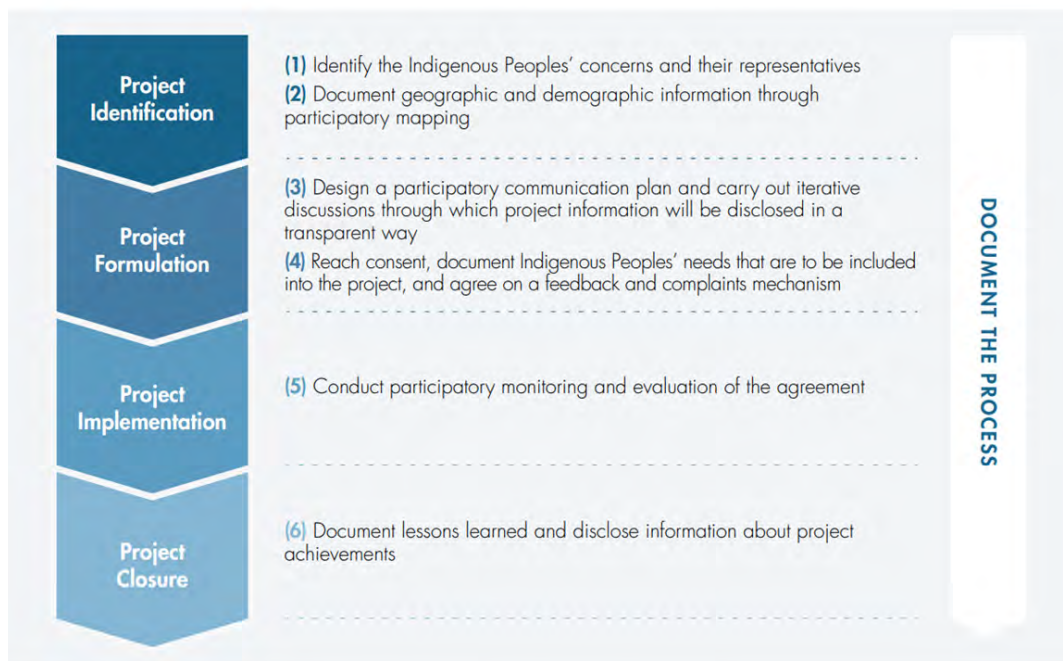 Project
Identification
(1) Identify the Indigenous Peoples’ concerns and their representatives
(2) Document geographic and demographic information through
participatory mapping
Project
Formulation
(3) Design a participatory communication plan and carry out iterative
discussions through which project information will be disclosed in a
transparent way
(4) Reach consent, document Indigenous Peoples’ needs that are to be included
into the project, and agree on a feedback and complaints mechanism
Project
Implementation
(5) Conduct participatory monitoring and evaluation of the agreement
Project
Closure
(6) Document lessons learned and disclose information about project
achievements
DOCUMENT THE PROCESS